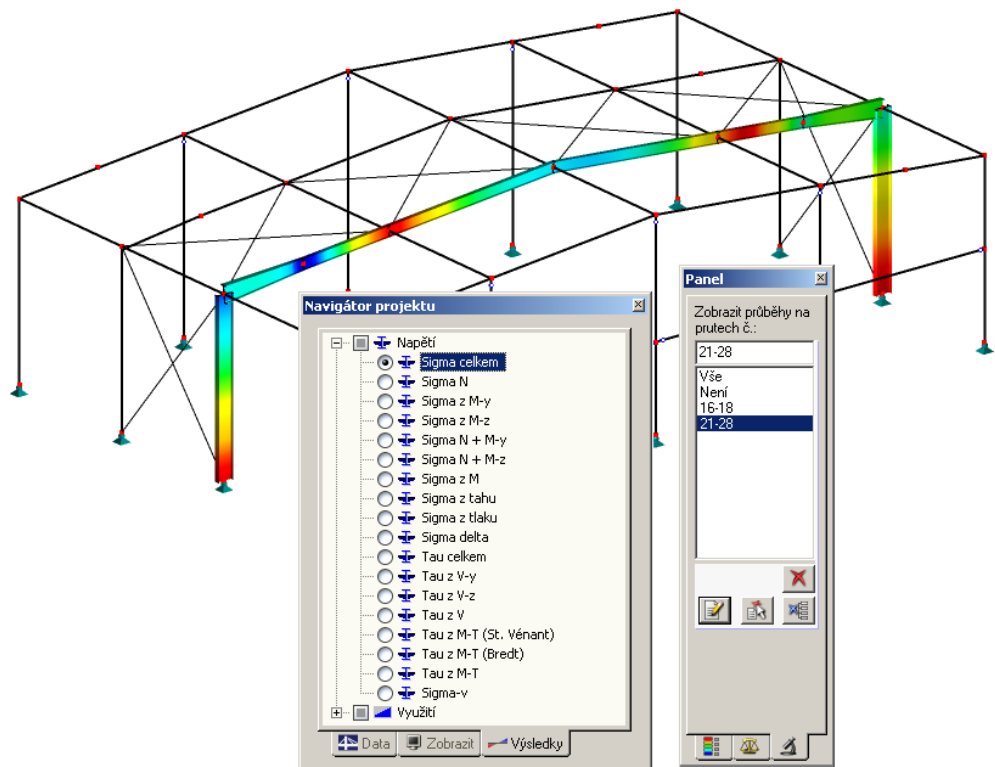 Navigátor projektu
Napětí
Sigma celkem
Sigma N
Sigma z M-y
Sigma z M-z
Sigma N + M-y
Sigma N + M-z
Sigma z M
Sigma z tahu
Sigma z tlaku
Sigma delta
Tau celkem
Tau z V-y
Tau z V-z
Tau z V
Tau z M-T (St. Vénant)
Tau z M-T (Bredt)
Tau z M-T
Sigma-v
Využití
Data Zobrazit Výsledky
Panel
Zobrazit průběhy na
prutech č.:
21-28
Vše
Není
16-18
21-28